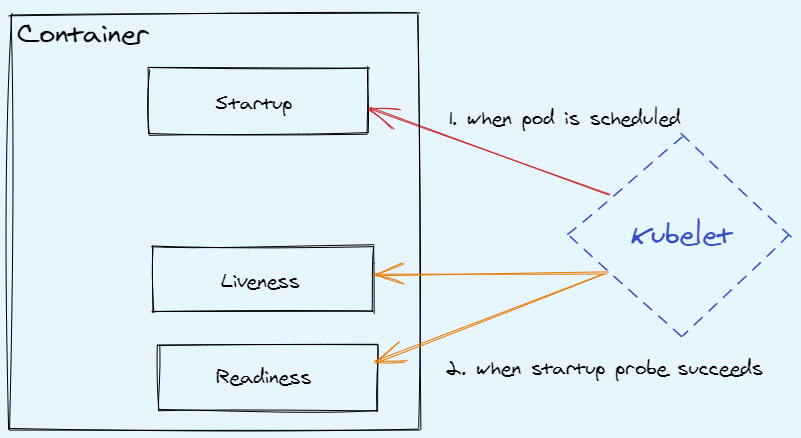 Container
Startup
1. when pod is scheduled
Kubelet
Liveness
Readiness
2. when startup probe succeeds